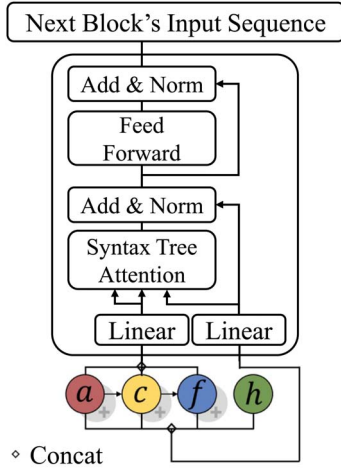 Next Block's Input Sequence
Add & Norm
Feed
Forward
Add & Norm
Syntax Tree
Attention
Linear Linear
a c f h
+ + +
⋄ Concat